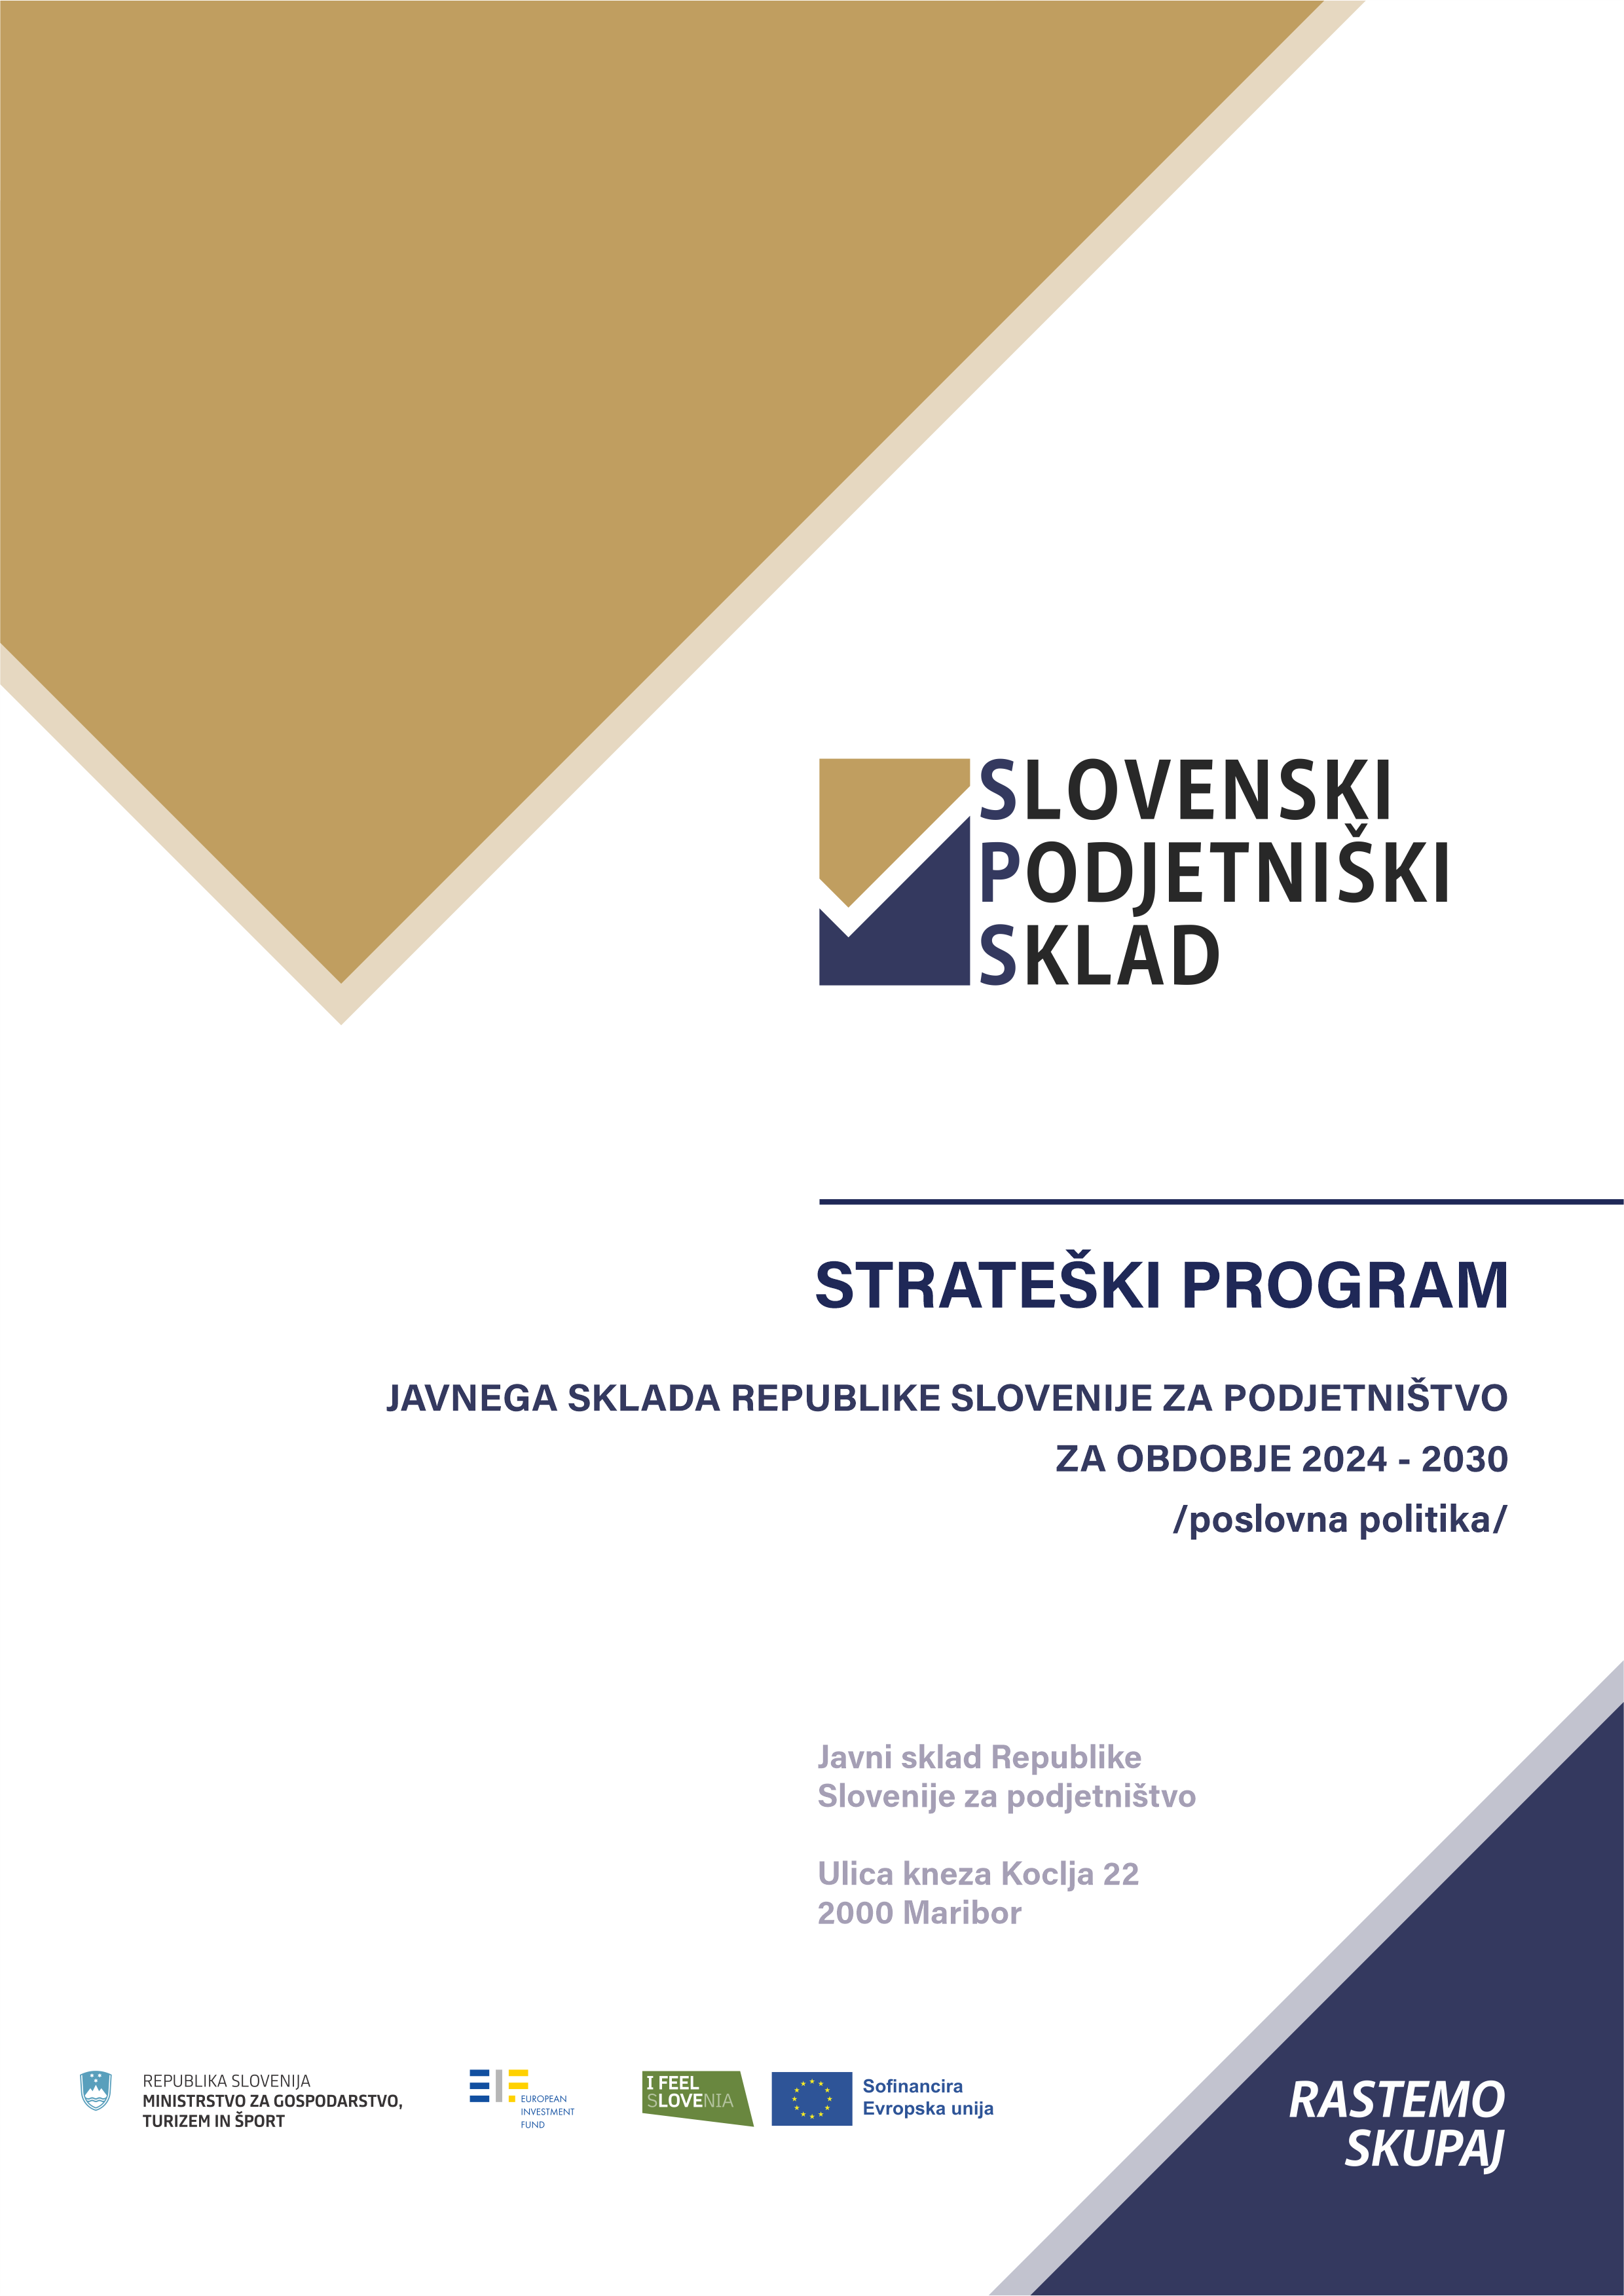 SLOVENSKI
PODJETNIŠKI
SKLAD
STRATEŠKI PROGRAM
JAVNEGA SKLADA REPUBLIKE SLOVENIJE ZA PODJETNIŠTVO
ZA OBDOBJE 2024 - 2030
/poslovna politika/
Javni sklad Republike
Slovenije za podjetništvo
Ulica kneza Koclja 22
2000 Maribor
REPUBLIKA SLOVENIJA
MINISTRSTVO ZA GOSPODARSTVO,
TURIZEM IN ŠPORT
EIF
EUROPEAN
INVESTMENT
FUND
I FEEL
SLOVENIA
Sofinancira
Evropska unija
RASTEMO
SKUPAJ